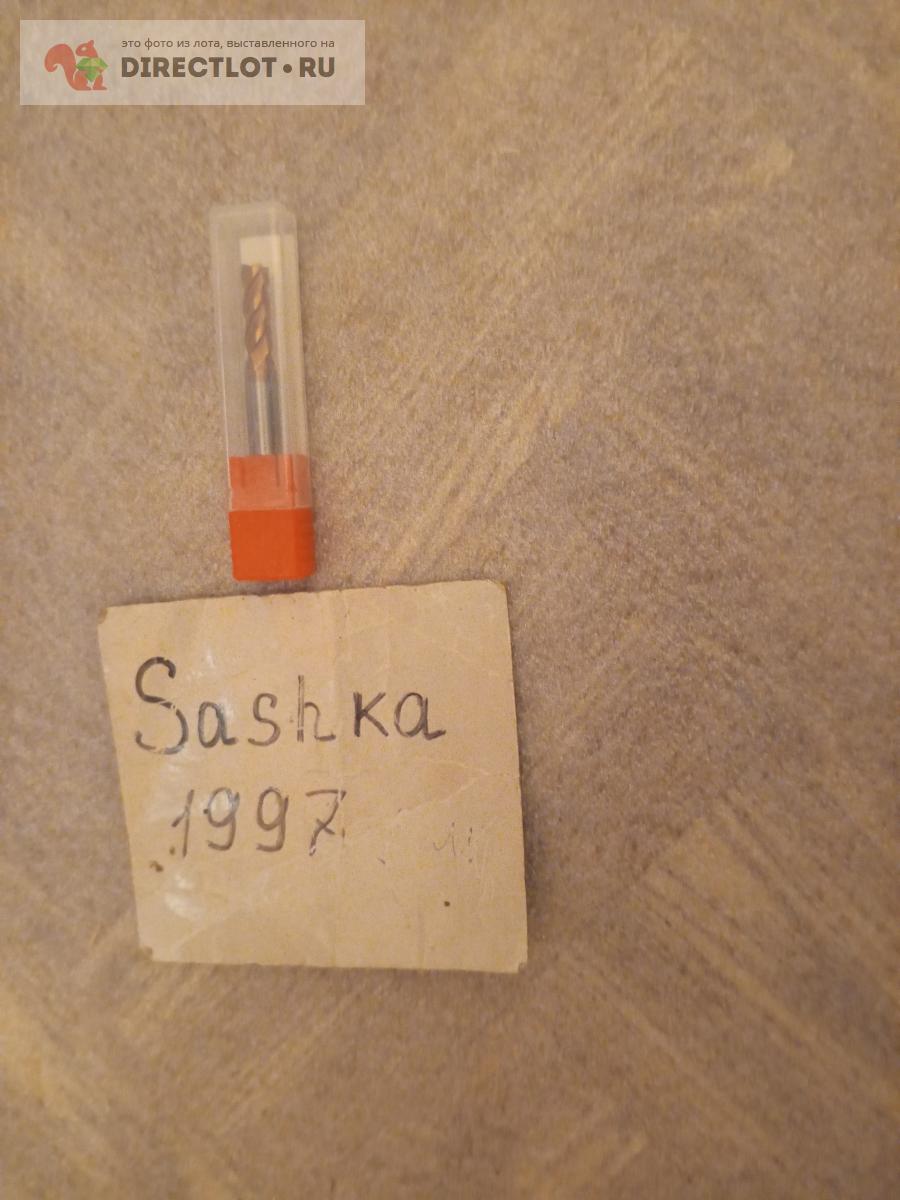 это фото из лота, выставленного на
DIRECTLOT•RU
Sashka
1997